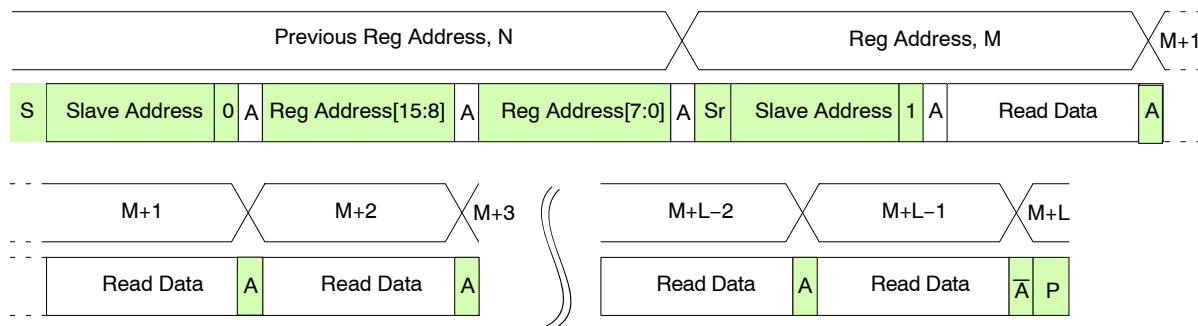 Previous Reg Address, N Reg Address, M M+1
S Slave Address 0 A Reg Address[15:8] A Reg Address[7:0] A Sr Slave Address 1 A Read Data A
M+1 M+2 M+3 M+L−2 M+L−1 M+L
Read Data A Read Data A Read Data A Read Data A̅ P